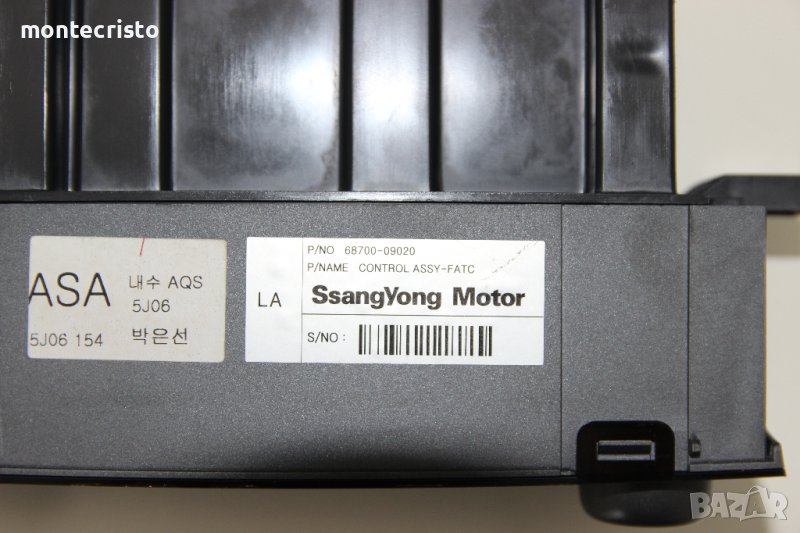 montecristo
ASA 내수 AQS
5J06
5J06 154 박은선
P/NO 68700-09020
P/NAME CONTROL ASSY-FATC
LA
SsangYong Motor
S/NO :
BAZAR